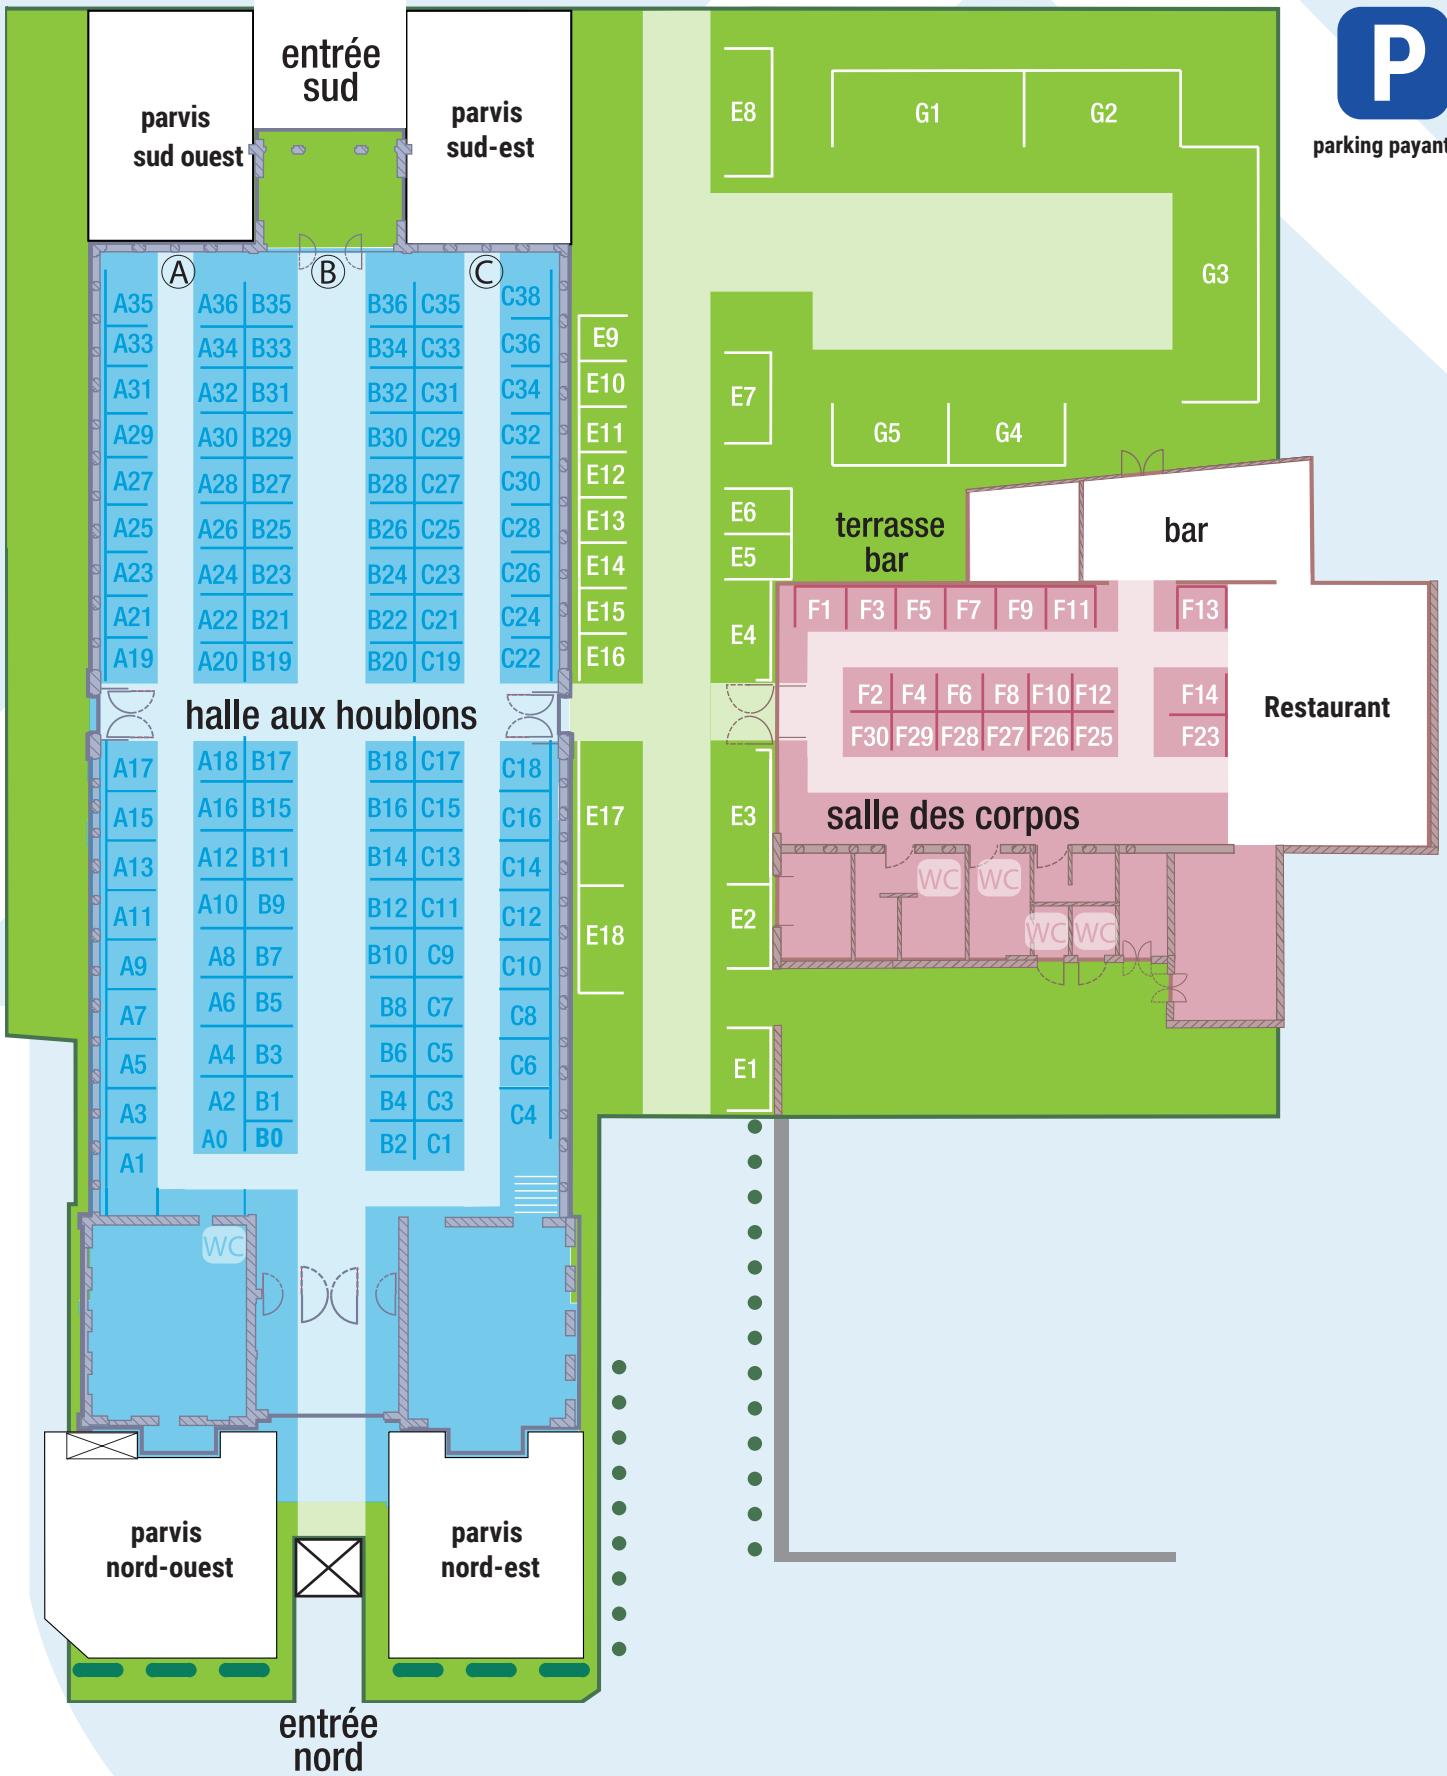 entrée
sud
parvis
sud ouest
parvis
sud-est
P
parking payant
E8
G1
G2
G3
A
B
C
A35
A36 B35
B36 C35
C38
A33
A34 B33
B34 C33
C36
A31
A32 B31
B32 C31
C34
A29
A30 B29
B30 C29
C32
A27
A28 B27
B28 C27
C30
A25
A26 B25
B26 C25
C28
A23
A24 B23
B24 C23
C26
A21
A22 B21
B22 C21
C24
A19
A20 B19
B20 C19
C22
E9
E10
E11
E12
E13
E14
E15
E16
E7
G5
G4
E6
E5
E4
terrasse
bar
bar
F1 F3 F5 F7 F9 F11 F13
F2 F4 F6 F8 F10 F12 F14
F30 F29 F28 F27 F26 F25 F23
Restaurant
halle aux houblons
A17
A18 B17
B18 C17
C18
A15
A16 B15
B16 C15
C16
A13
A12 B11
B14 C13
C14
A11
A10 B9
B12 C11
C12
A9
A8 B7
B10 C9
C10
A7
A6 B5
B8 C7
C8
A5
A4 B3
B6 C5
C6
A3
A2 B1
B4 C3
C4
A1
A0 B0
B2 C1
E17
E18
E3
E2
E1
salle des corpos
WC
WC
WC
WC
WC
parvis
nord-ouest
parvis
nord-est
entrée
nord